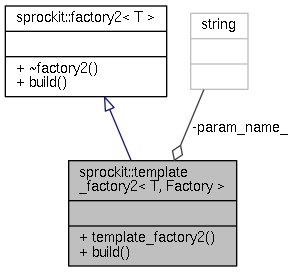 sprockit::factory2< T >
+ ~factory2()
+ build()
string
-param_name_
sprockit::template
_factory2< T, Factory >
+ template_factory2()
+ build()